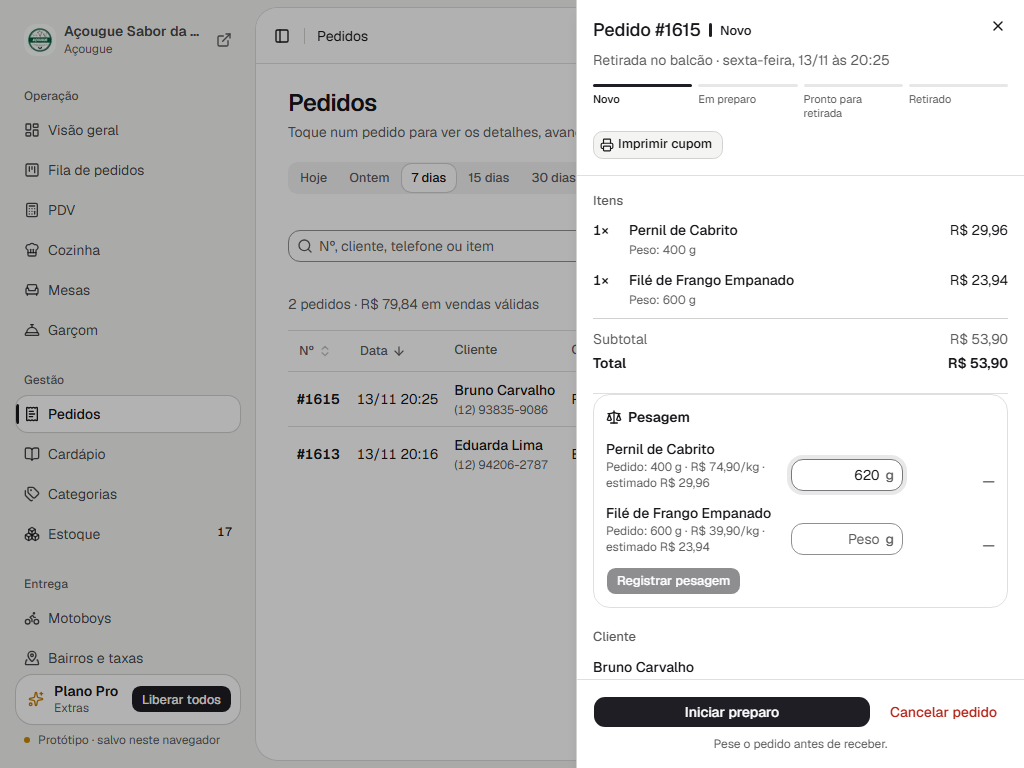 Açougue Sabor da ...
Açougue
Operação
Visão geral
Fila de pedidos
PDV
Cozinha
Mesas
Garçom
Gestão
Pedidos
Cardápio
Categorias
Estoque 17
Entrega
Motoboys
Bairros e taxas
Plano Pro
Extras
Liberar todos
Protótipo · salvo neste navegador
Pedidos
Pedidos
Toque num pedido para ver os detalhes,
Hoje Ontem 7 dias 15 dias 30 dias
Nº, cliente, telefone ou item
2 pedidos · R$ 79,84 em vendas válidas
Nº Data Cliente
#1615 13/11 20:25 Bruno Carvalho
(12) 93835-9086
#1613 13/11 20:16 Eduarda Lima
(12) 94206-2787
Pedido #1615 Novo
Retirada no balcão · sexta-feira, 13/11 às 20:25
Novo Em preparo Pronto para retirada Retirado
Imprimir cupom
Itens
1× Pernil de Cabrito R$ 29,96
Peso: 400 g
1× Filé de Frango Empanado R$ 23,94
Peso: 600 g
Subtotal R$ 53,90
Total R$ 53,90
Pesagem
Pernil de Cabrito
Pedido: 400 g · R$ 74,90/kg ·
estimado R$ 29,96
620 g —
Filé de Frango Empanado
Pedido: 600 g · R$ 39,90/kg ·
estimado R$ 23,94
Peso g —
Registrar pesagem
Cliente
Bruno Carvalho
Iniciar preparo
Cancelar pedido
Pese o pedido antes de receber.